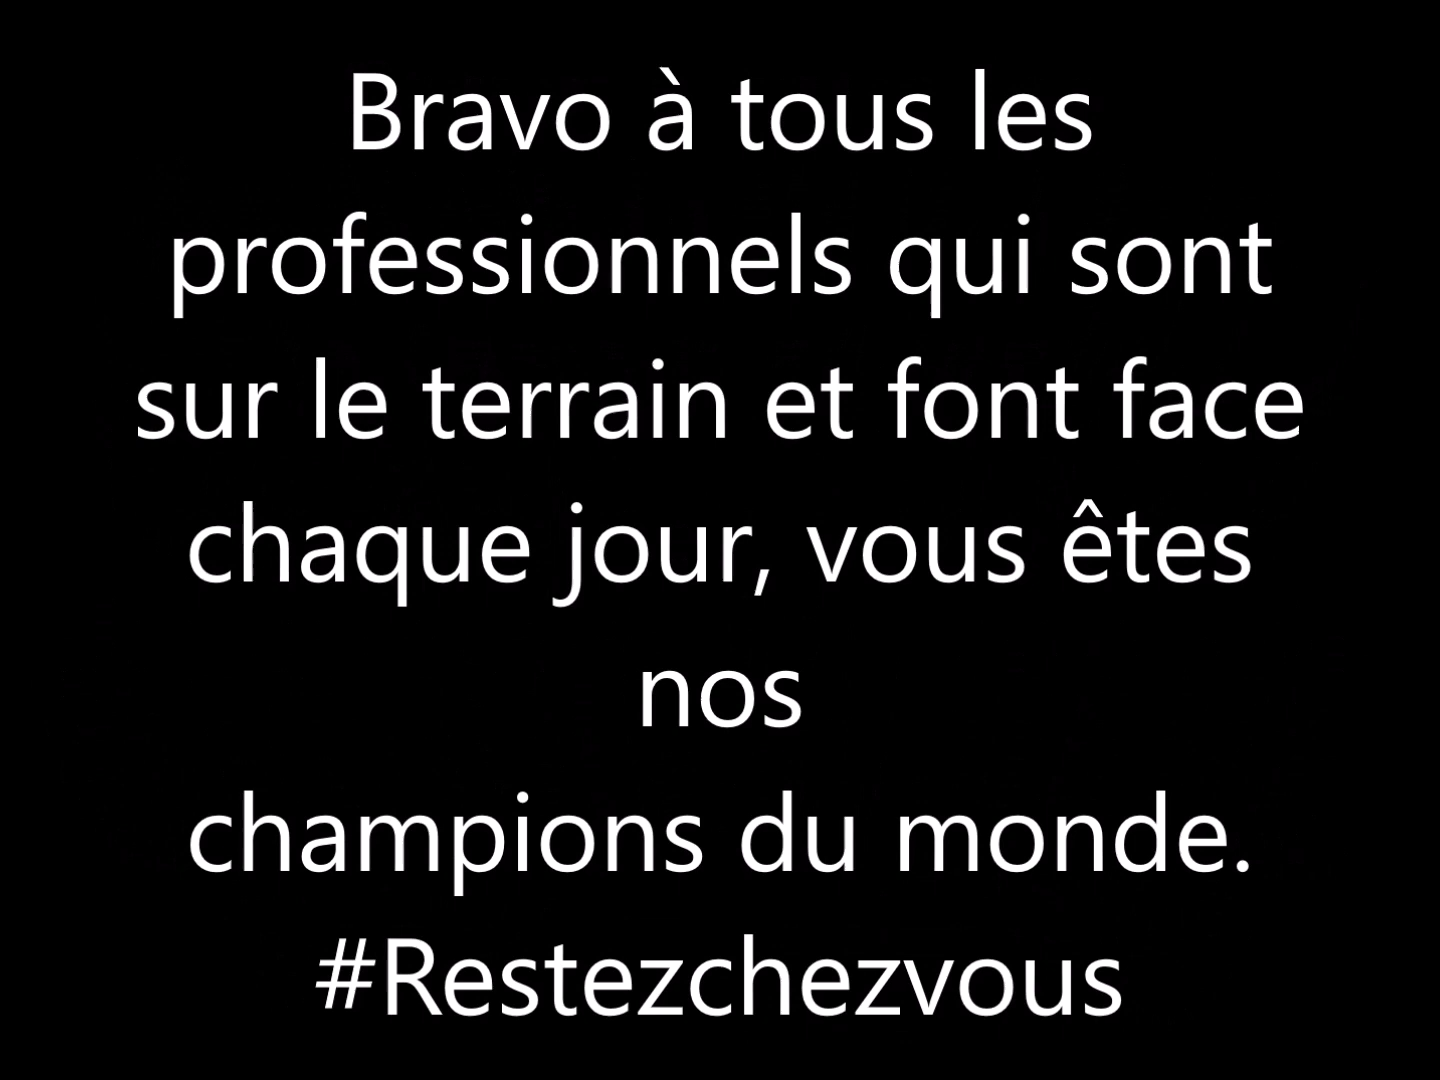 Bravo à tous les
professionnels qui sont
sur le terrain et font face
chaque jour, vous êtes
nos
champions du monde.
#Restezchezvous